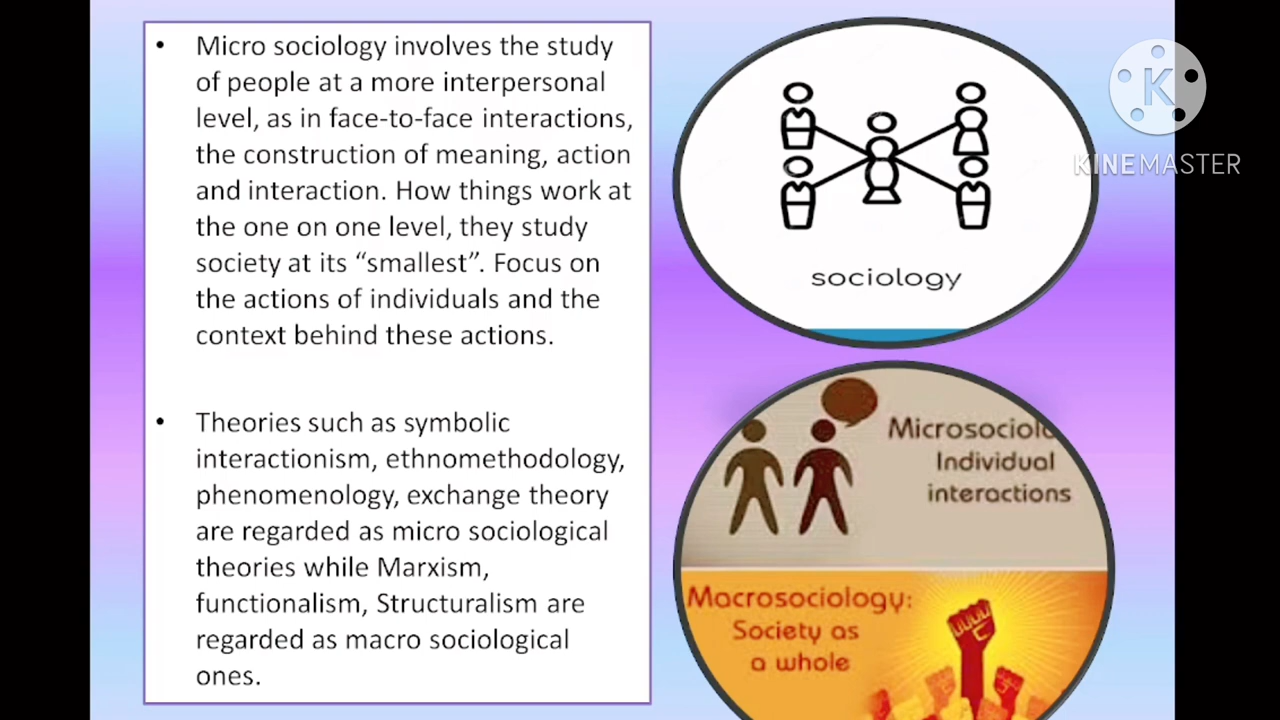 • Micro sociology involves the study
of people at a more interpersonal
level, as in face-to-face interactions,
the construction of meaning, action
and interaction. How things work at
the one on one level, they study
society at its “smallest”. Focus on
the actions of individuals and the
context behind these actions.
• Theories such as symbolic
interactionism, ethnomethodology,
phenomenology, exchange theory
are regarded as micro sociological
theories while Marxism,
functionalism, Structuralism are
regarded as macro sociological
ones.
sociology
K
KINEMASTER
Microsociolo
Individual
interactions
Macrosociology:
Society as
a whole